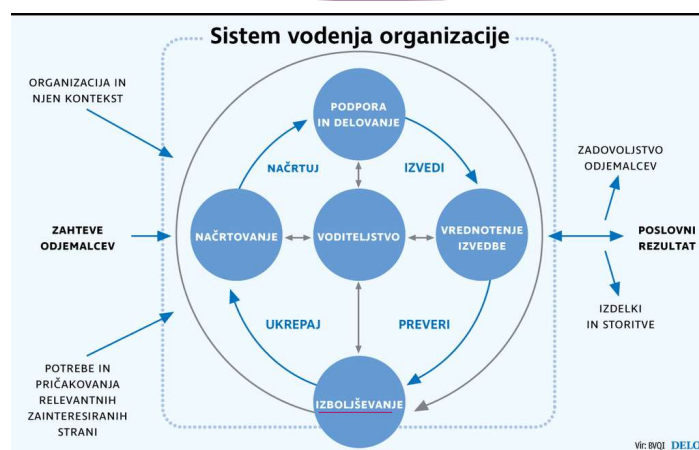 Sistem vodenja organizacije
ORGANIZACIJA IN
NJEN KONTEKST
ZAHTEVE
ODJEMALCEV
POTREBE IN
PRIČAKOVANJA
RELEVANTNIH
ZAINTERESIRANIH
STRANI
PODPORA
IN DELOVANJE
NAČRTUJ
IZVEDI
NAČRTOVANJE
VODITELJSTVO
VREDNOTENJE
IZVEDBE
UKREPAJ
PREVERI
IZBOLJŠEVANJE
ZADOVOLJSTVO
ODJEMALCEV
POSLOVNI
REZULTAT
IZDELKI
IN STORITVE
Vir: BVQI DELO